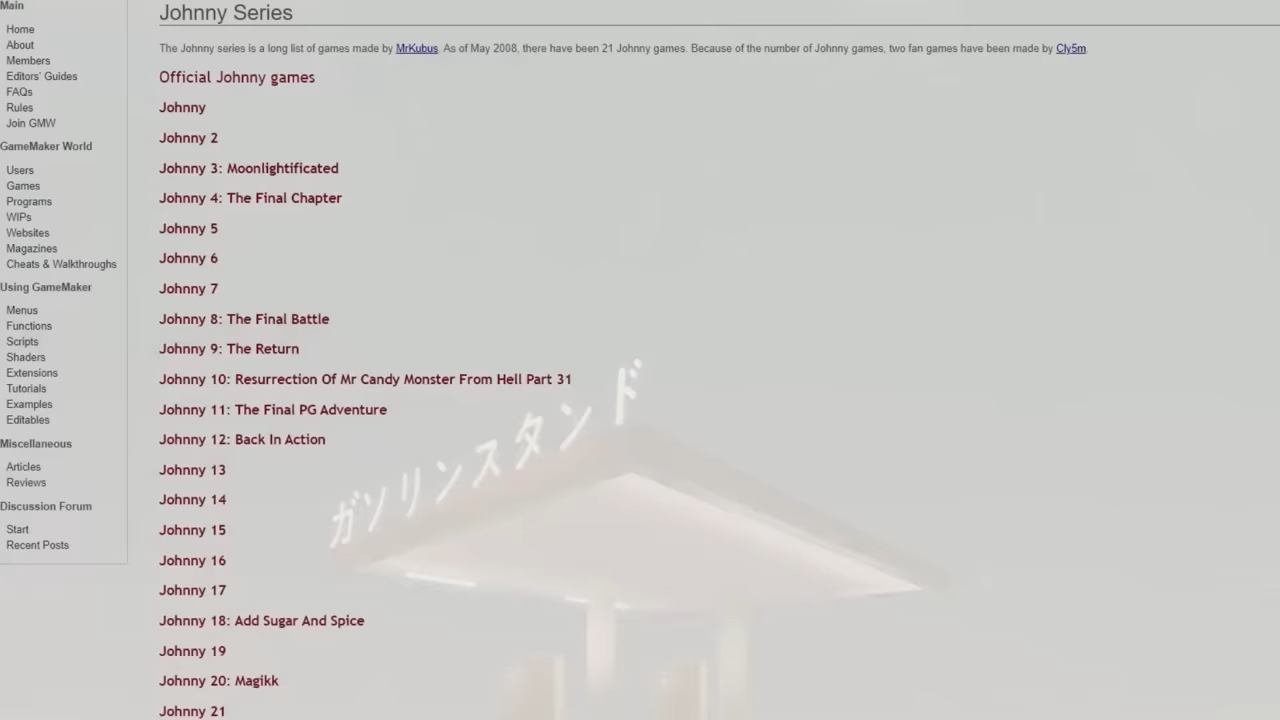 Main
Home
About
Members
Editors' Guides
FAQs
Rules
Join GMW
GameMaker World
Users
Games
Programs
WIPs
Websites
Magazines
Cheats & Walkthroughs
Using GameMaker
Menus
Functions
Scripts
Shaders
Extensions
Tutorials
Examples
Editables
Miscellaneous
Articles
Reviews
Discussion Forum
Start
Recent Posts
Johnny Series
The Johnny series is a long list of games made by MrKubus. As of May 2008, there have been 21 Johnny games. Because of the number of Johnny games, two fan games have been made by Cly5m.
Official Johnny games
Johnny
Johnny 2
Johnny 3: Moonlightificated
Johnny 4: The Final Chapter
Johnny 5
Johnny 6
Johnny 7
Johnny 8: The Final Battle
Johnny 9: The Return
Johnny 10: Resurrection Of Mr Candy Monster From Hell Part 31
Johnny 11: The Final PG Adventure
Johnny 12: Back In Action
Johnny 13
Johnny 14
Johnny 15
Johnny 16
Johnny 17
Johnny 18: Add Sugar And Spice
Johnny 19
Johnny 20: Magikk
Johnny 21
ガソリンスタンド